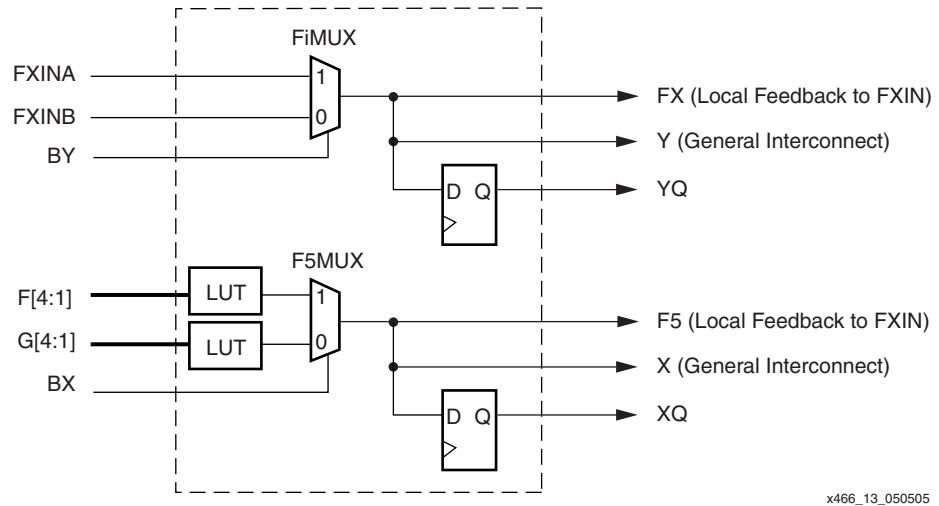 FiMUX
FXINA
1
FX (Local Feedback to FXIN)
FXINB
0
Y (General Interconnect)
BY
D Q
YQ
F5MUX
F[4:1]
LUT
1
F5 (Local Feedback to FXIN)
G[4:1]
LUT
0
X (General Interconnect)
BX
D Q
XQ
x466_13_050505